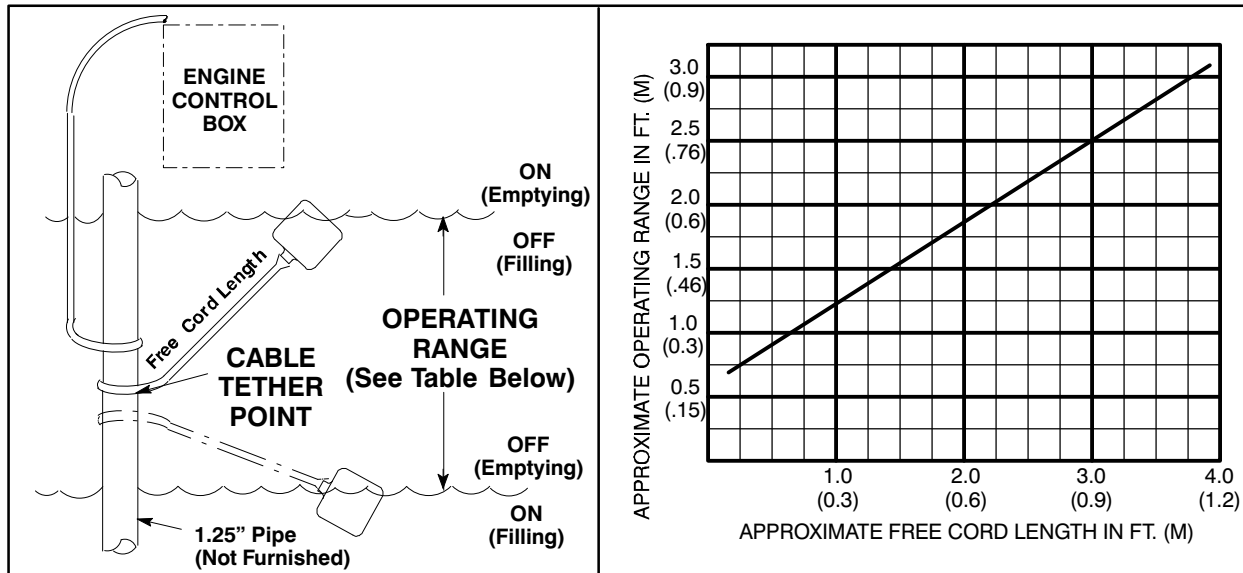 ENGINE
CONTROL
BOX
ON
(Emptying)
OFF
(Filling)
Free Cord Length
OPERATING
RANGE
(See Table Below)
CABLE
TETHER
POINT
OFF
(Emptying)
ON
(Filling)
1.25” Pipe
(Not Furnished)
APPROXIMATE OPERATING RANGE IN FT. (M)
3.0
(0.9)
2.5
(.76)
2.0
(0.6)
1.5
(.46)
1.0
(0.3)
0.5
(.15)
1.0 2.0 3.0 4.0
(0.3) (0.6) (0.9) (1.2)
APPROXIMATE FREE CORD LENGTH IN FT. (M)